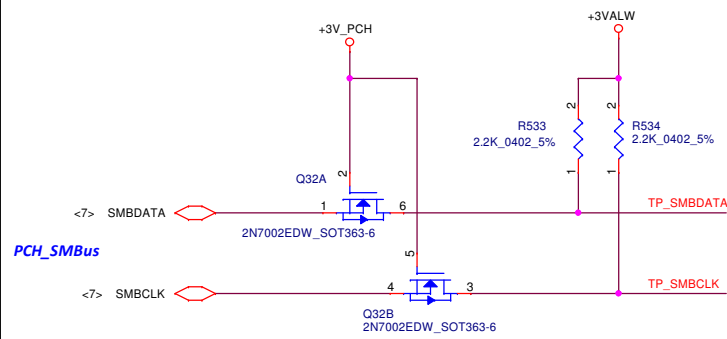 +3V_PCH
+3VALW
2
2
R533
2.2K_0402_5%
R534
2.2K_0402_5%
1
1
2
Q32A
<7> SMBDATA
1
6
TP_SMBDATA
2N7002EDW_SOT363-6
PCH_SMBus
5
<7> SMBCLK
4
3
TP_SMBCLK
Q32B
2N7002EDW_SOT363-6